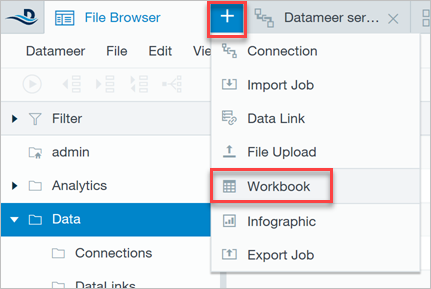 File Browser
+
Datameer ser...
Datameer File Edit Vi
Connection
Import Job
Data Link
File Upload
Workbook
Infographic
Export Job
Filter
admin
Analytics
Data
Connections
DataLinks